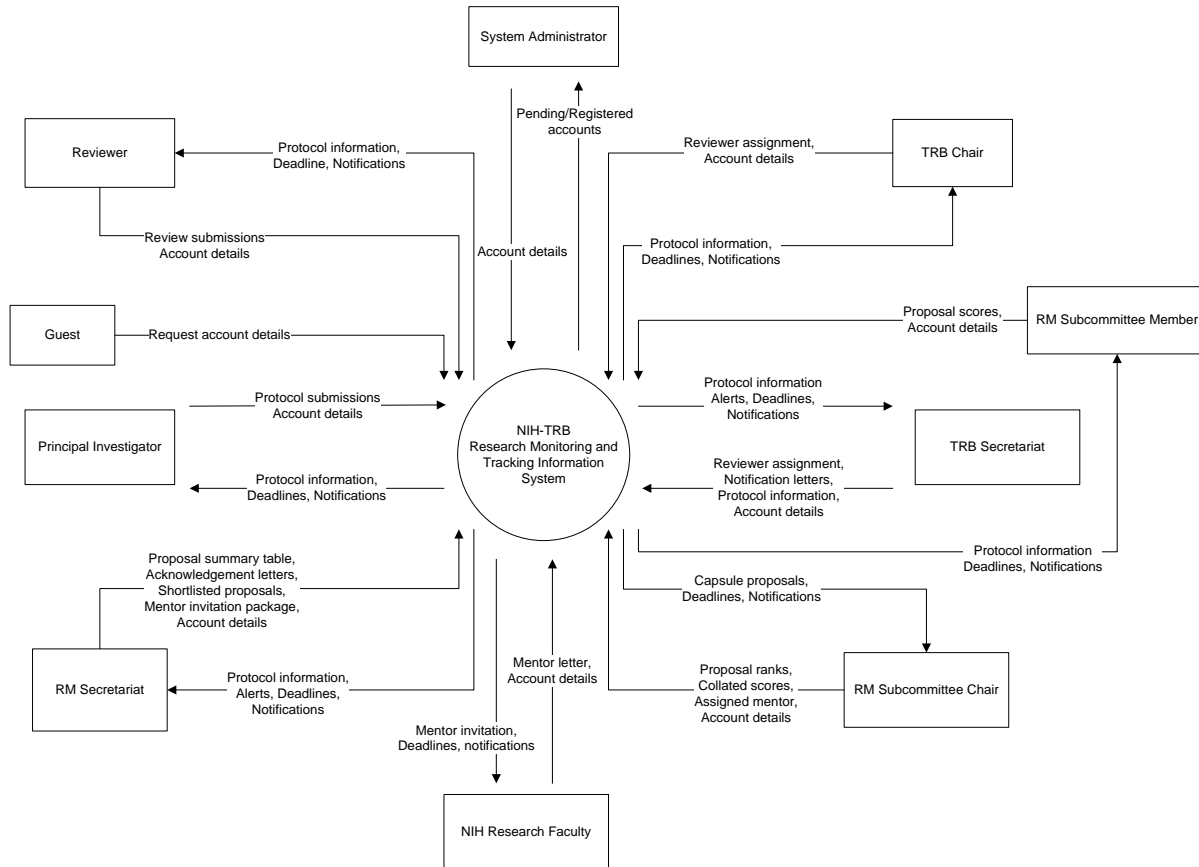 System Administrator
Pending/Registered
accounts
Reviewer
Protocol information,
Deadline, Notifications
Reviewer assignment,
Account details
TRB Chair
Review submissions
Account details
Account details
Protocol information,
Deadlines, Notifications
Guest
Request account details
Proposal scores,
Account details
RM Subcommittee Member
Principal Investigator
Protocol submissions
Account details
NIH-TRB
Research Monitoring and
Tracking Information
System
Protocol information
Alerts, Deadlines,
Notifications
TRB Secretariat
Protocol information,
Deadlines, Notifications
Reviewer assignment,
Notification letters,
Protocol information,
Account details
Protocol information
Deadlines, Notifications
Proposal summary table,
Acknowledgement letters,
Shortlisted proposals,
Mentor invitation package,
Account details
Capsule proposals,
Deadlines, Notifications
RM Secretariat
Protocol information,
Alerts, Deadlines,
Notifications
Mentor letter,
Account details
Proposal ranks,
Collated scores,
Assigned mentor,
Account details
RM Subcommittee Chair
Mentor invitation,
Deadlines, notifications
NIH Research Faculty